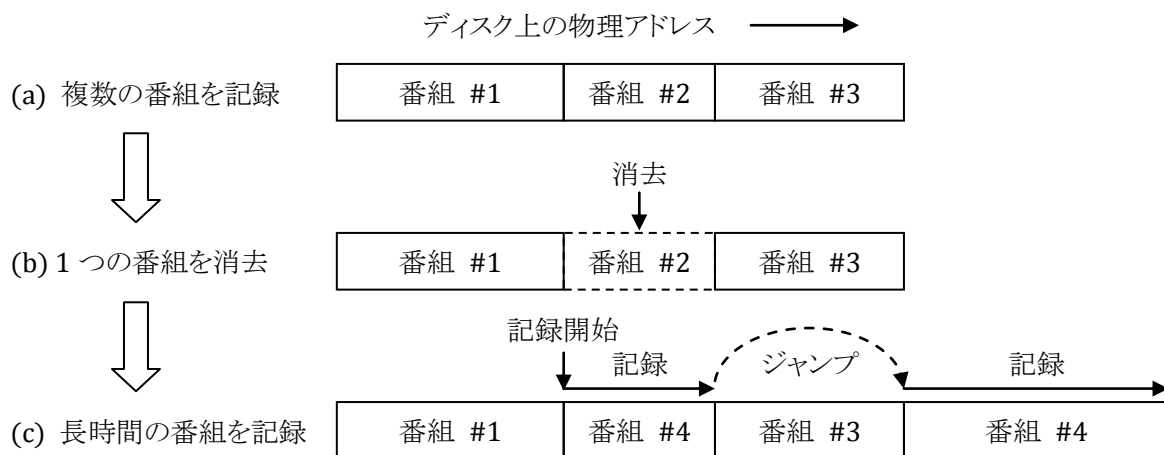 ディスク上の物理アドレス
(a) 複数の番組を記録 番組 #1 番組 #2 番組 #3
消去
(b) 1 つの番組を消去 番組 #1 番組 #2 番組 #3
記録開始
記録 ジャンプ 記録
(c) 長時間の番組を記録 番組 #1 番組 #4 番組 #3 番組 #4